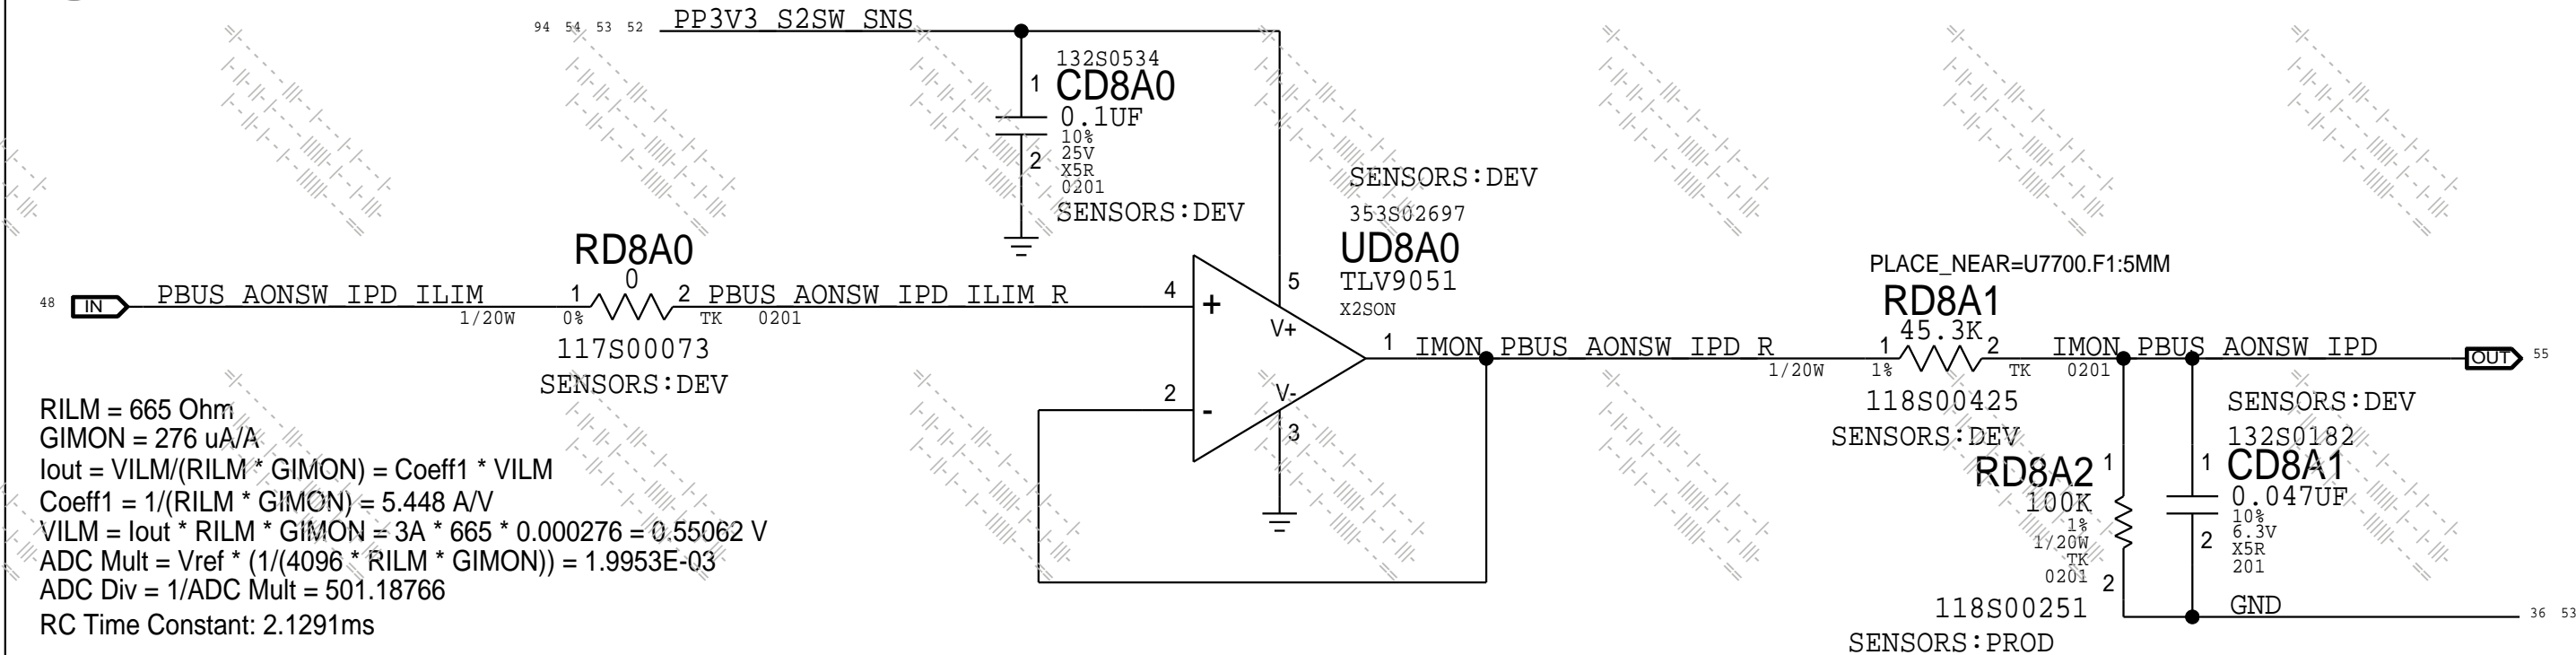 94 54 53 52 PP3V3_S2SW_SNS
132S0534
1 CD8A0
0.1UF
10%
25V
2 X5R
0201
SENSORS:DEV
SENSORS:DEV
353S02697
UD8A0
TLV9051
X2SON
RD8A0
0
48 IN PBUS_AONSW_IPD_ILIM 1 2 PBUS_AONSW_IPD_ILIM_R 4 + 5 V+
1/20W 0% TK 0201
117S00073
SENSORS:DEV
2 - V- 3
1 IMON_PBUS_AONSW_IPD_R
PLACE_NEAR=U7700.F1:5MM
RD8A1
45.3K
1 2 IMON_PBUS_AONSW_IPD OUT 55
1/20W 1% TK 0201
118S00425
SENSORS:DEV
RD8A2 1
100K
1%
1/20W
TK
0201 2
118S00251
SENSORS:PROD
SENSORS:DEV
132S0182
1 CD8A1
0.047UF
10%
6.3V
2 X5R
201
GND 36 53
RILM = 665 Ohm
GIMON = 276 uA/A
Iout = VILM/(RILM * GIMON) = Coeff1 * VILM
Coeff1 = 1/(RILM * GIMON) = 5.448 A/V
VILM = Iout * RILM * GIMON = 3A * 665 * 0.000276 = 0.55062 V
ADC Mult = Vref * (1/(4096 * RILM * GIMON)) = 1.9953E-03
ADC Div = 1/ADC Mult = 501.18766
RC Time Constant: 2.1291ms